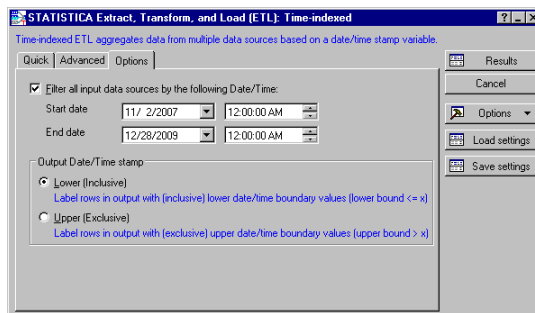 STATISTICA Extract, Transform, and Load (ETL): Time-indexed
Time-indexed ETL aggregates data from multiple data sources based on a date/time stamp variable.
Quick Advanced Options
Results
Cancel
Options
Load settings
Save settings
Filter all input data sources by the following Date/Time:
Start date 11/ 2/2007 12:00:00 AM
End date 12/28/2009 12:00:00 AM
Output Date/Time stamp
Lower (Inclusive)
Label rows in output with (inclusive) lower date/time boundary values (lower bound <= x)
Upper (Exclusive)
Label rows in output with (exclusive) upper date/time boundary values (upper bound > x)